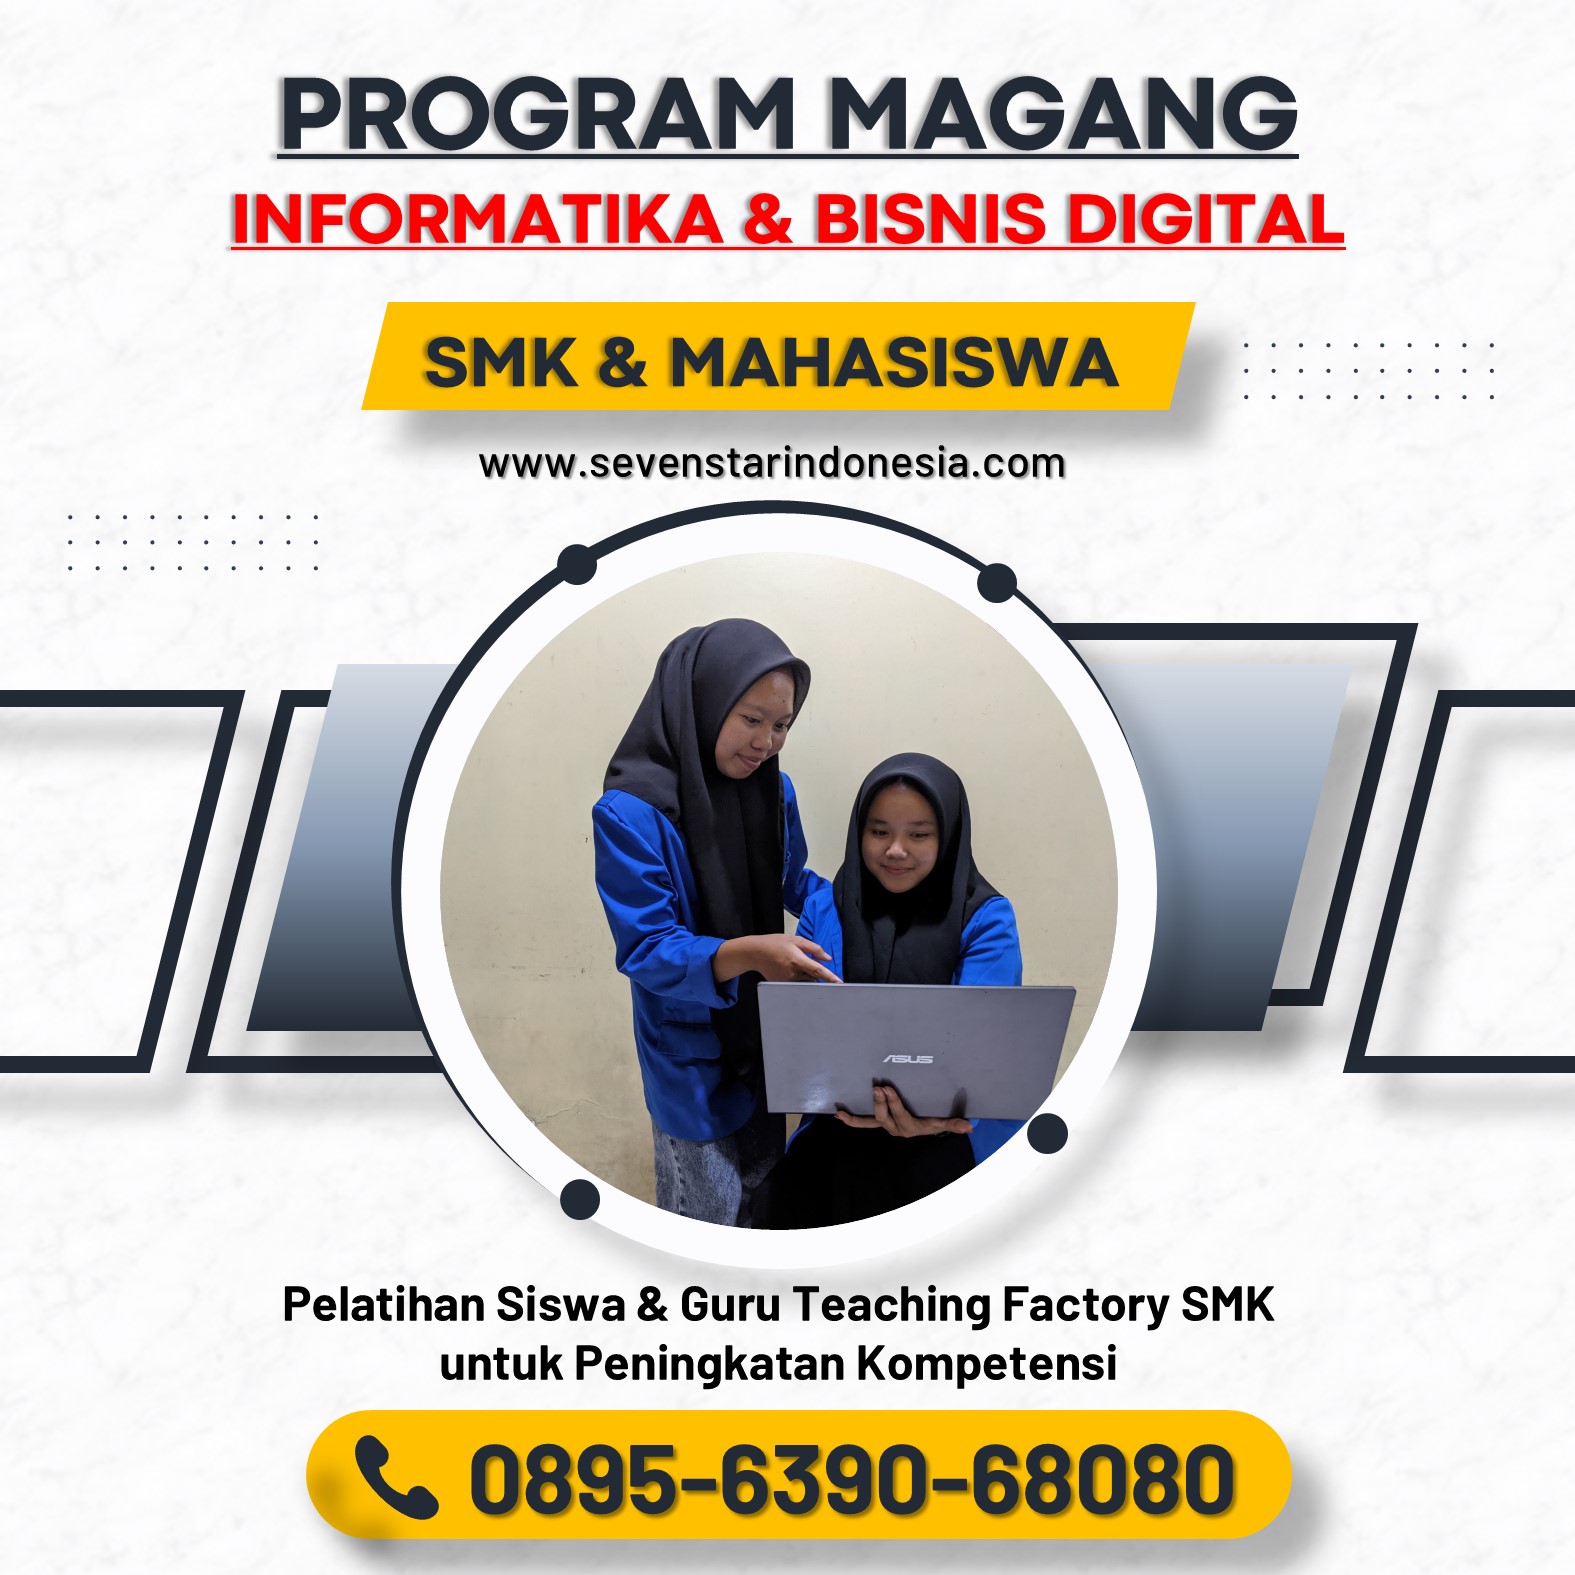 PROGRAM MAGANG
INFORMATIKA & BISNIS DIGITAL
SMK & MAHASISWA
www.sevenstarindonesia.com
ASUS
Pelatihan Siswa & Guru Teaching Factory SMK
untuk Peningkatan Kompetensi
0895-6390-68080